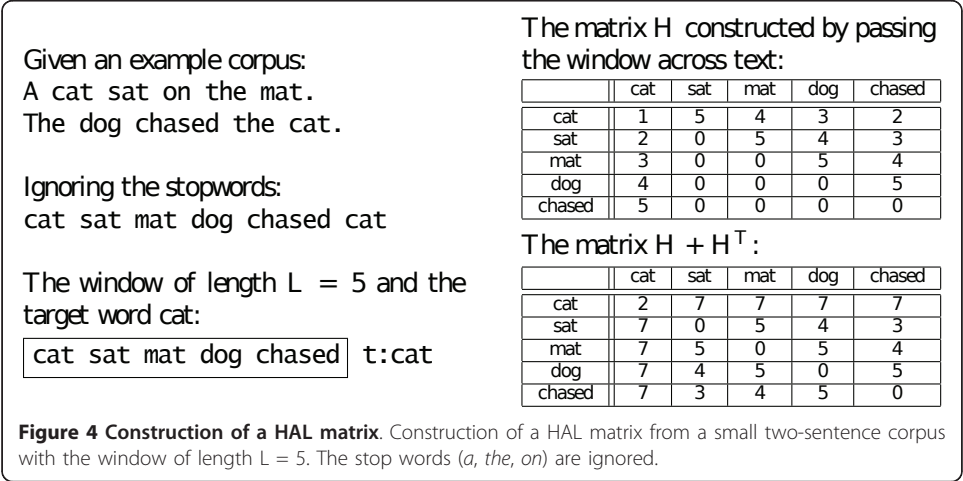 Given an example corpus:
A cat sat on the mat.
The dog chased the cat.
Ignoring the stopwords:
cat sat mat dog chased cat
The window of length L = 5 and the
target word cat:
cat sat mat dog chased t:cat
The matrix H constructed by passing
the window across text:
cat sat mat dog chased
cat 1 5 4 3 2
sat 2 0 5 4 3
mat 3 0 0 5 4
dog 4 0 0 0 5
chased 5 0 0 0 0
The matrix H + H^T :
cat sat mat dog chased
cat 2 7 7 7 7
sat 7 0 5 4 3
mat 7 5 0 5 4
dog 7 4 5 0 5
chased 7 3 4 5 0
Figure 4 Construction of a HAL matrix. Construction of a HAL matrix from a small two-sentence corpus
with the window of length L = 5. The stop words (a, the, on) are ignored.